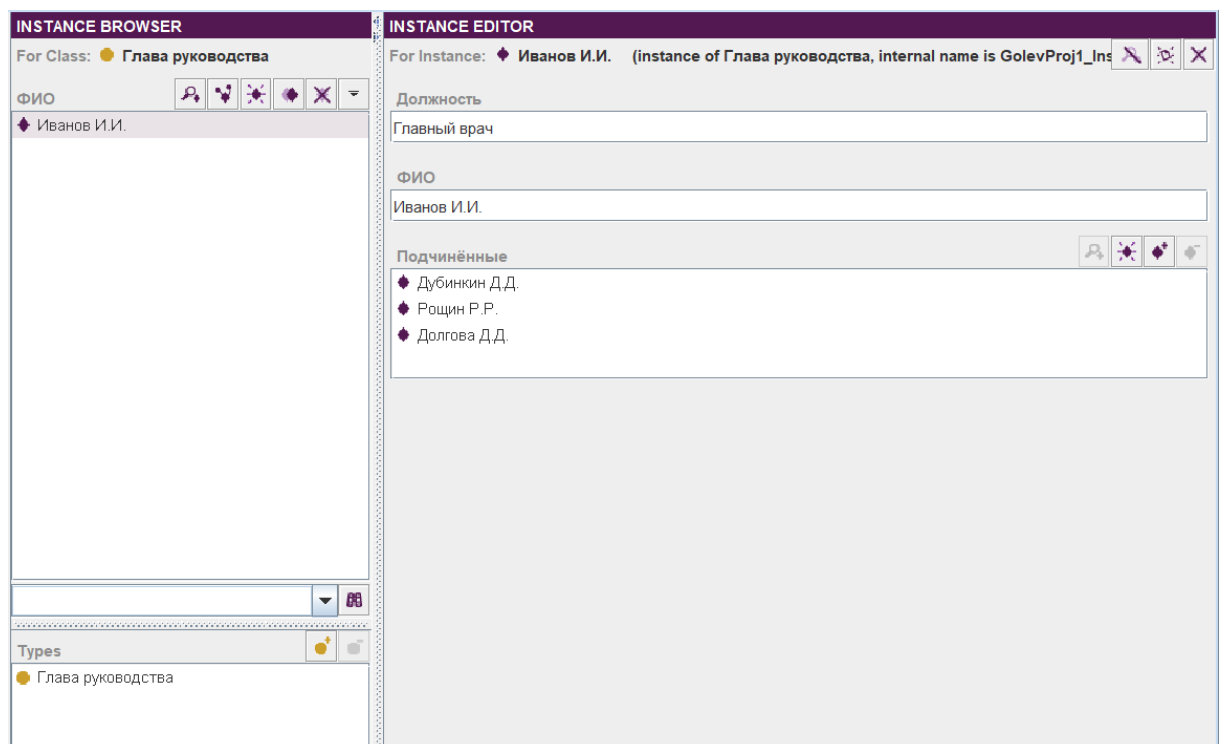 INSTANCE BROWSER
For Class: Глава руководства
ФИО
Иванов И.И.
Types
Глава руководства
INSTANCE EDITOR
For Instance: Иванов И.И. (instance of Глава руководства, internal name is GolevProj1_Ins
Должность
Главный врач
ФИО
Иванов И.И.
Подчинённые
Дубинкин Д.Д.
Рощин Р.Р.
Долгова Д.Д.